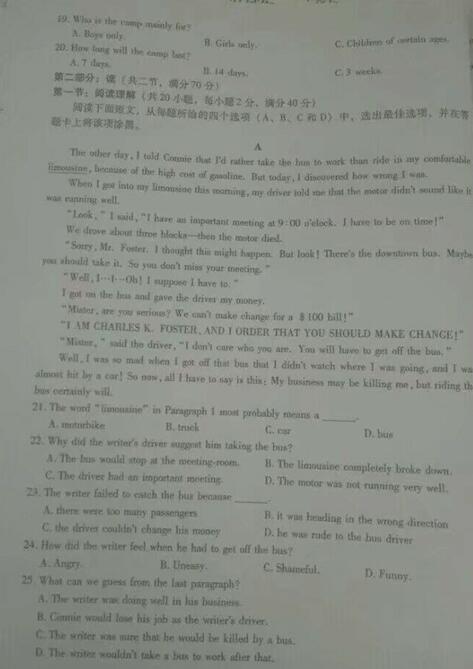 19. Who is the camp mainly for?
A. Boys only. B. Girls only. C. Children of certain ages.
20. How long will the camp last?
A. 7 days. B. 14 days. C. 3 weeks.
第二部分：读（共二节，满分70分）
第一节：阅读理解（共20小题，每小题2分，满分40分）
阅读下面短文，从每题所给的四个选项（A、B、C和D）中，选出最佳选项，并在答
题卡上将该项涂黑。
A
The other day, I told Connie that I'd rather take the bus to work than ride in my comfortable
limousine, because of the high cost of gasoline. But today, I discovered how wrong I was.
When I got into my limousine this morning, my driver told me that the motor didn't sound like it
was running well.
"Look," I said, "I have an important meeting at 9:00 o'clock. I have to be on time!"
We drove about three blocks—then the motor died.
"Sorry, Mr. Foster. I thought this might happen. But look! There's the downtown bus. Maybe
you should take it. So you don't miss your meeting."
"Well, I…I…Oh! I suppose I have to."
I got on the bus and gave the driver my money.
"Mister, are you serious? We can't make change for a $100 bill!"
"I AM CHARLES K. FOSTER, AND I ORDER THAT YOU SHOULD MAKE CHANGE!"
"Mister," said the driver, "I don't care who you are. You will have to get off the bus."
Well, I was so mad when I got off that bus that I didn't watch where I was going, and I was
almost hit by a car! So now, all I have to say is this: My business may be killing me, but riding the
bus certainly will.
21. The word "limousine" in Paragraph 1 most probably means a ______.
A. motorbike B. truck C. car D. bus
22. Why did the writer's driver suggest him taking the bus?
A. The bus would stop at the meeting-room. B. The limousine completely broke down.
C. The driver had an important meeting. D. The motor was not running very well.
23. The writer failed to catch the bus because ______.
A. there were too many passengers B. it was heading in the wrong direction
C. the driver couldn't change his money D. he was rude to the bus driver
24. How did the writer feel when he had to get off the bus?
A. Angry. B. Uneasy. C. Shameful. D. Funny.
25. What can we guess from the last paragraph?
A. The writer was doing well in his business.
B. Connie would lose his job as the writer's driver.
C. The writer was sure that he would be killed by a bus.
D. The writer wouldn't take a bus to work after that.